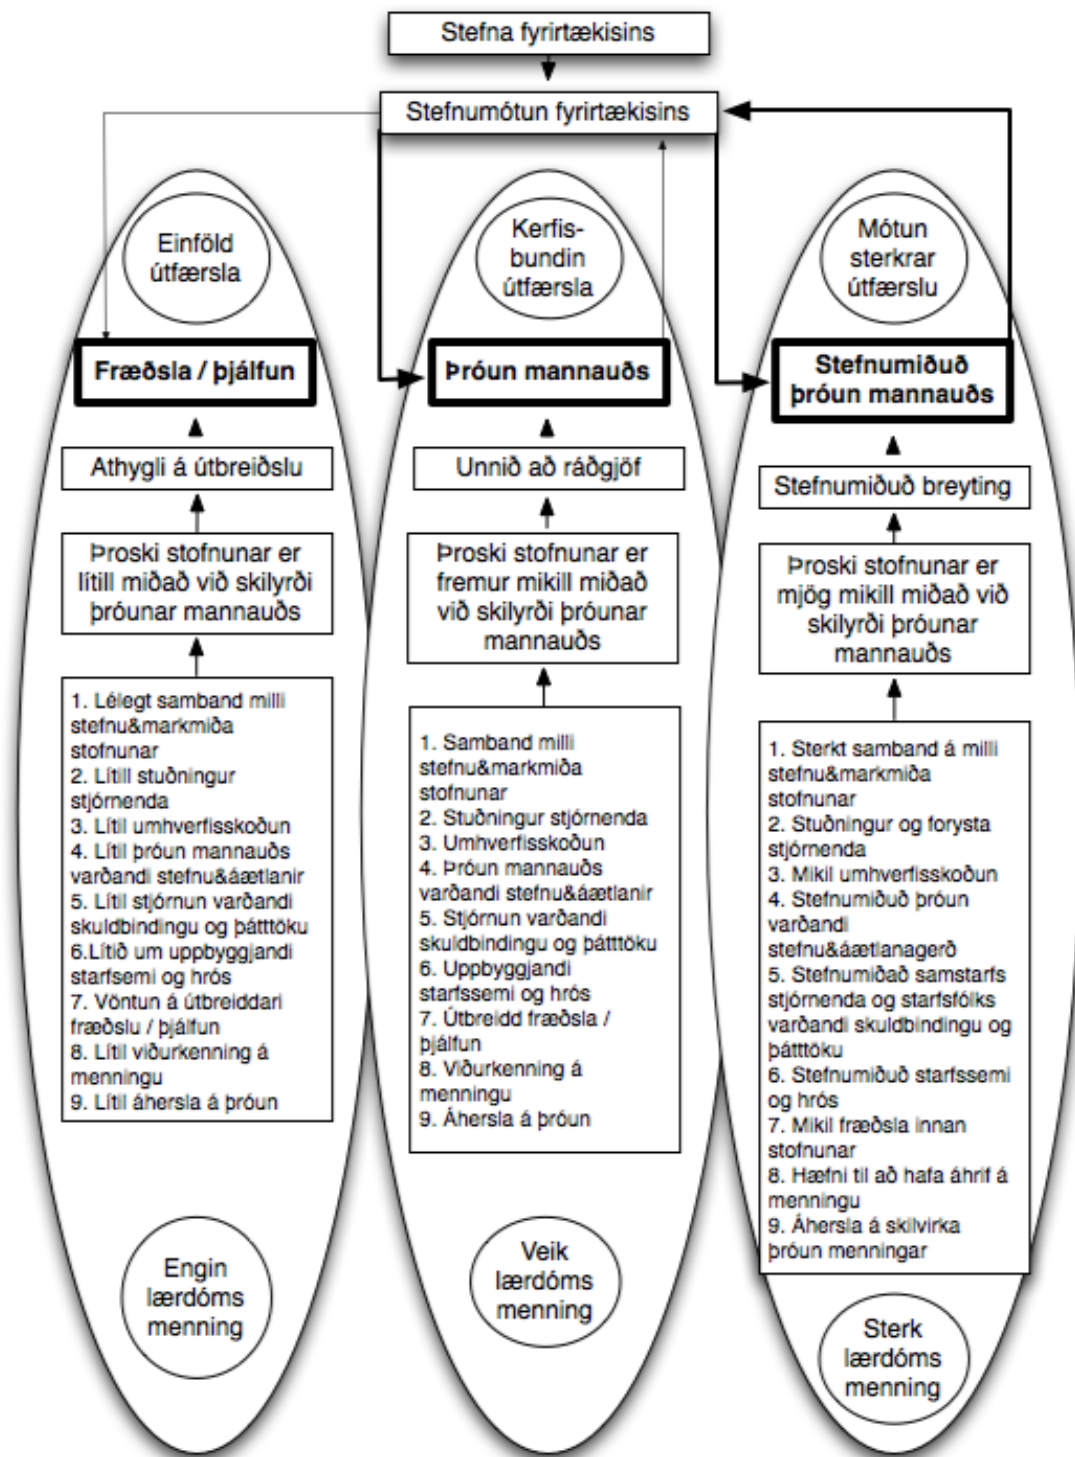 Stefna fyrirtækisins
Stefnumótun fyrirtækisins
Einföld
útfærsla
Fræðsla / þjálfun
Athygli á útbreiðslu
Þroski stofnunar er
lítill miðað við skilyrði
þróunar mannauðs
1. Lélegt samband milli
stefnu&markmiða
stofnunar
2. Lítill stuðningur
stjórnenda
3. Lítil umhverfisskoðun
4. Lítil þróun mannauðs
varðandi stefnu&áætlanir
5. Lítil stjórnun varðandi
skuldbindingu og þátttöku
6.Lítið um uppbyggjandi
starfsemi og hrós
7. Vöntun á útbreiddari
fræðslu / þjálfun
8. Lítil viðurkenning á
menningu
9. Lítil áhersla á þróun
Engin
lærdóms
menning
Kerfis-
bundin
útfærsla
Þróun mannauðs
Unnið að ráðgjöf
Þroski stofnunar er
fremur mikill miðað
við skilyrði þróunar
mannauðs
1. Samband milli
stefnu&markmiða
stofnunar
2. Stuðningur stjórnenda
3. Umhverfisskoðun
4. Þróun mannauðs
varðandi stefnu&áætlanir
5. Stjórnun varðandi
skuldbindingu og þátttöku
6. Uppbyggjandi
starfssemi og hrós
7. Útbreidd fræðsla /
þjálfun
8. Viðurkenning á
menningu
9. Áhersla á þróun
Veik
lærdóms
menning
Mótun
sterkrar
útfærslu
Stefnumiðuð
þróun mannauðs
Stefnumiðuð breyting
Þroski stofnunar er
mjög mikill miðað við
skilyrði þróunar
mannauðs
1. Sterkt samband á milli
stefnu&markmiða
stofnunar
2. Stuðningur og forysta
stjórnenda
3. Mikil umhverfisskoðun
4. Stefnumiðuð þróun
varðandi
stefnu&áætlanagerð
5. Stefnumiðað samstarfs
stjórnenda og starfsfólks
varðandi skuldbindingu og
þátttöku
6. Stefnumiðuð starfssemi
og hrós
7. Mikil fræðsla innan
stofnunar
8. Hæfni til að hafa áhrif á
menningu
9. Áhersla á skilvirka
þróun menningar
Sterk
lærdóms
menning